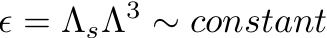 ϵ = Λ_sΛ^3 ∼ constant